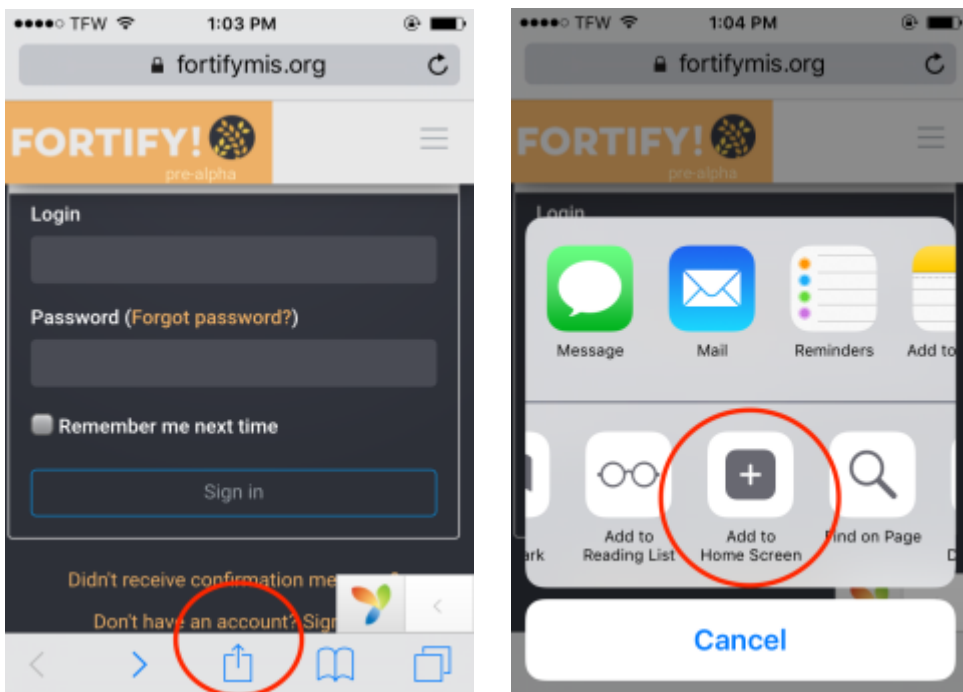 TFW 1:03 PM
fortifymis.org
FORTIFY!
pre-alpha
Login
Password (Forgot password?)
Remember me next time
Sign in
Didn't receive confirmation
Don't have an account? Sign
TFW 1:04 PM
fortifymis.org
FORTIFY!
pre-alpha
Login
Message
Mail
Reminders
Add to
Add to
Reading List
Add to
Home Screen
Find on Page
Cancel